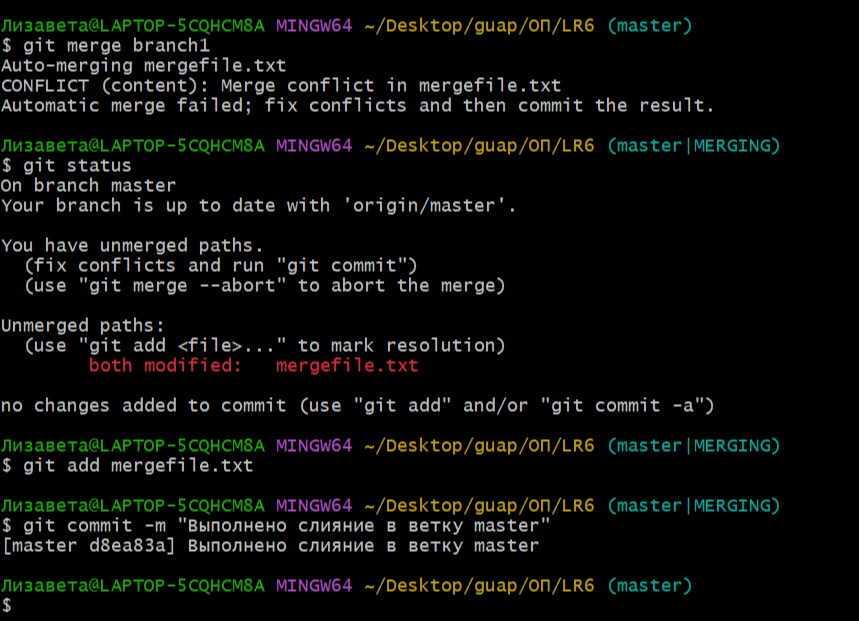 Лизавета@LAPTOP-5CQHCM8A MINGW64 ~/Desktop/guap/ОП/LR6 (master)
$ git merge branch1
Auto-merging mergefile.txt
CONFLICT (content): Merge conflict in mergefile.txt
Automatic merge failed; fix conflicts and then commit the result.
Лизавета@LAPTOP-5CQHCM8A MINGW64 ~/Desktop/guap/ОП/LR6 (master|MERGING)
$ git status
On branch master
Your branch is up to date with 'origin/master'.
You have unmerged paths.
(fix conflicts and run "git commit")
(use "git merge --abort" to abort the merge)
Unmerged paths:
(use "git add <file>..." to mark resolution)
both modified:   mergefile.txt
no changes added to commit (use "git add" and/or "git commit -a")
Лизавета@LAPTOP-5CQHCM8A MINGW64 ~/Desktop/guap/ОП/LR6 (master|MERGING)
$ git add mergefile.txt
Лизавета@LAPTOP-5CQHCM8A MINGW64 ~/Desktop/guap/ОП/LR6 (master|MERGING)
$ git commit -m "Выполнено слияние в ветку master"
[master d8ea83a] Выполнено слияние в ветку master
Лизавета@LAPTOP-5CQHCM8A MINGW64 ~/Desktop/guap/ОП/LR6 (master)
$